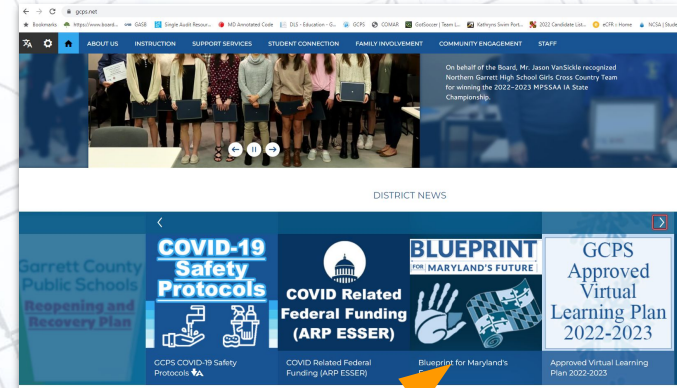 gcps.net
Bookmarks https://www.board... GASB Single Audit Resour... MD Annotated Code DLS - Education - G... GCPS COMAR GotSoccer | Team L... Kathryns Swim Port... 2022 Candidate List... eCFR :: Home NCSA | Stude
ABOUT US INSTRUCTION SUPPORT SERVICES STUDENT CONNECTION FAMILY INVOLVEMENT COMMUNITY ENGAGEMENT STAFF
On behalf of the Board, Mr. Jason VanSickle recognized
Northern Garrett High School Girls Cross Country Team
for winning the 2022-2023 MPSSAA IA State
Championship.
DISTRICT NEWS
Garrett County
Public Schools
Reopening and
Recovery Plan
COVID-19
Safety
Protocols
GCPS COVID-19 Safety
Protocols
COVID Related
Federal Funding
(ARP ESSER)
COVID Related Federal
Funding (ARP ESSER)
BLUEPRINT
FOR MARYLAND'S FUTURE
Blueprint for Maryland's
GCPS
Approved
Virtual
Learning Plan
2022-2023
Approved Virtual Learning
Plan 2022-2023